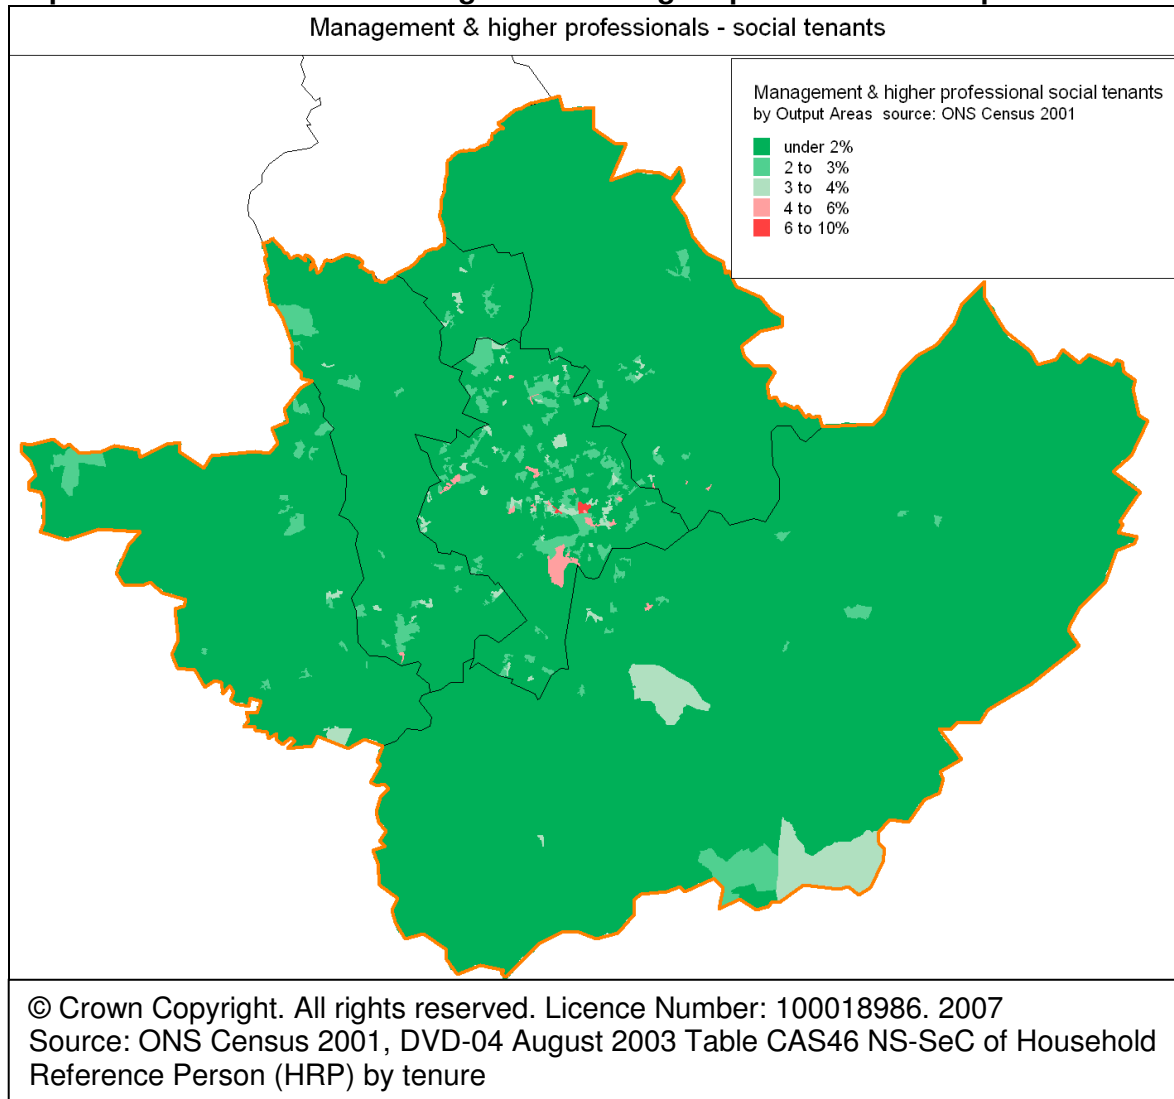 Management & higher professionals - social tenants
Management & higher professional social tenants
by Output Areas source: ONS Census 2001
under 2%
2 to 3%
3 to 4%
4 to 6%
6 to 10%
© Crown Copyright. All rights reserved. Licence Number: 100018986. 2007
Source: ONS Census 2001, DVD-04 August 2003 Table CAS46 NS-SeC of Household
Reference Person (HRP) by tenure